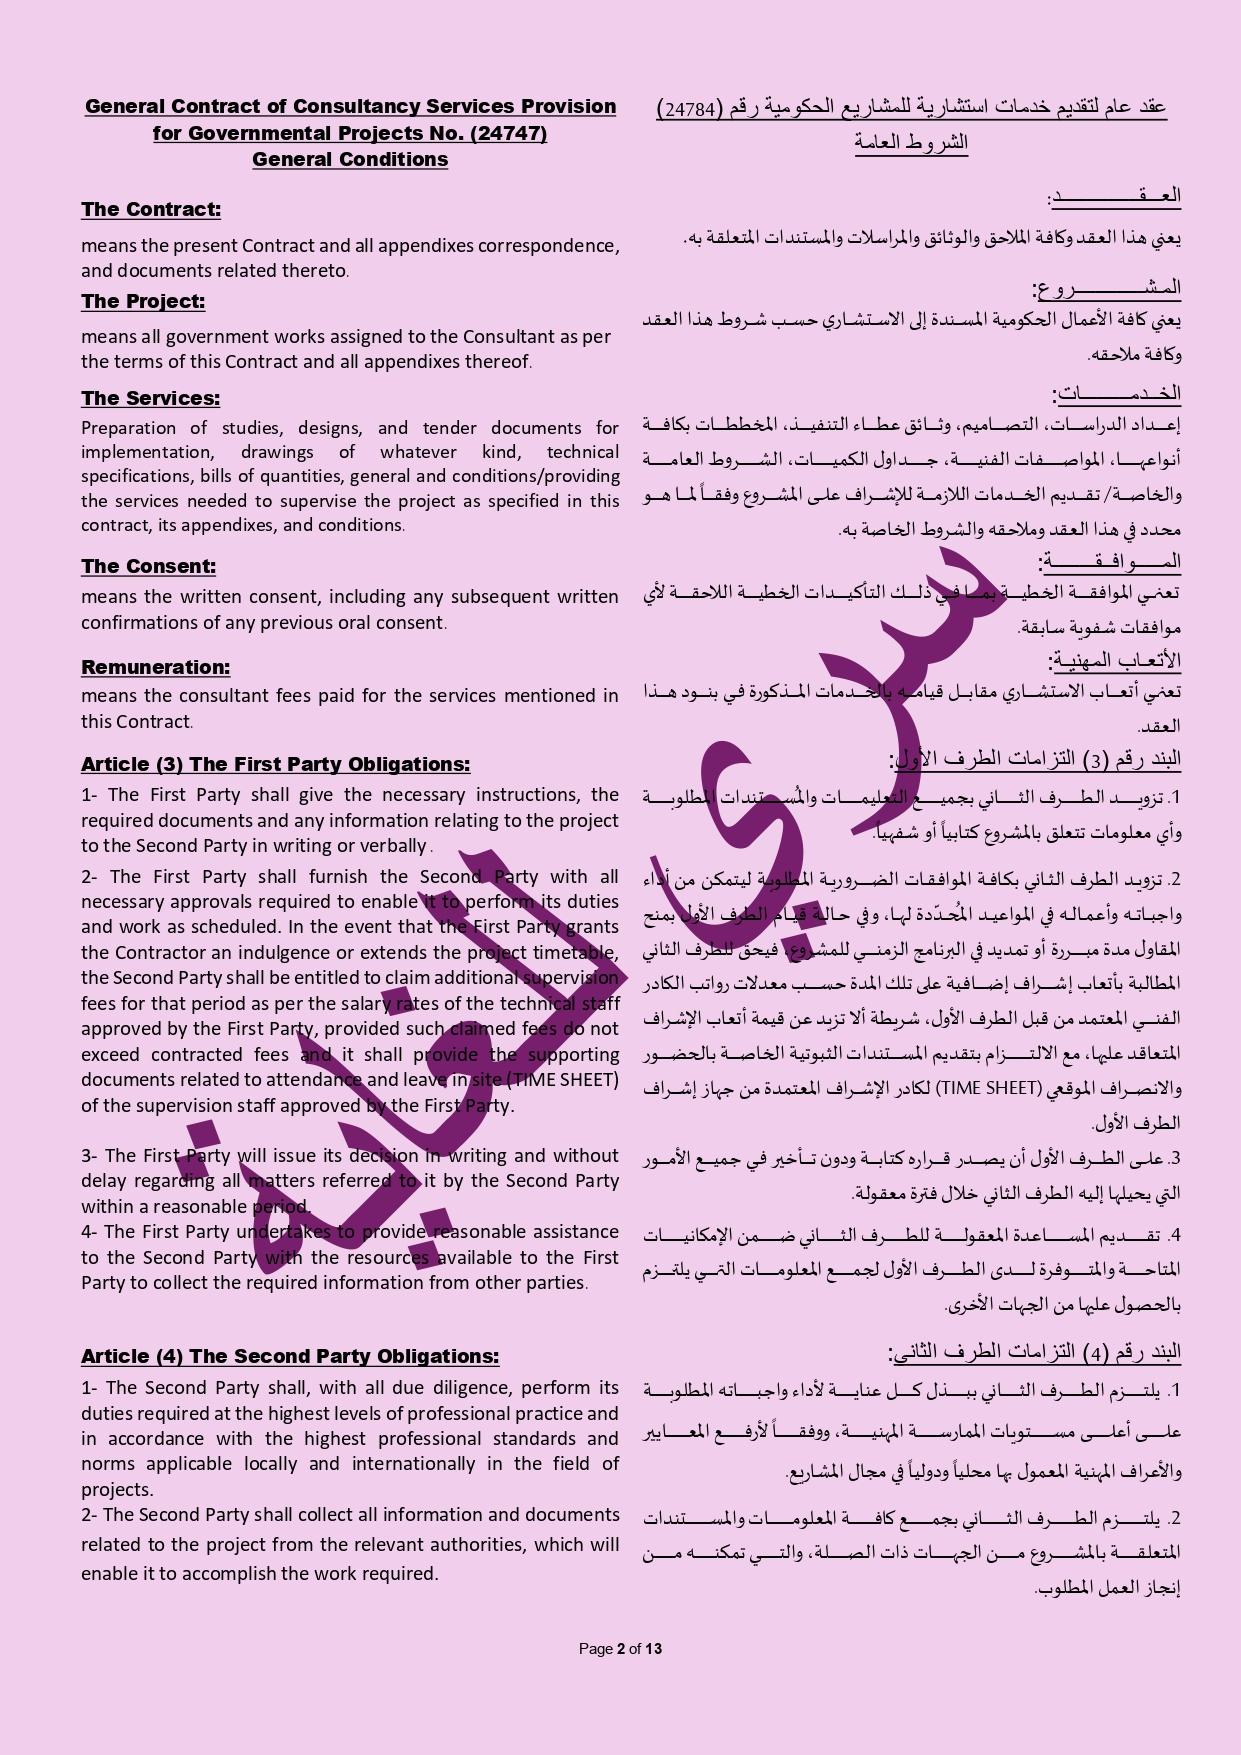 General Contract of Consultancy Services Provision
for Governmental Projects No. (24747)
General Conditions
The Contract:
means the present Contract and all appendixes correspondence,
and documents related thereto.
The Project:
means all government works assigned to the Consultant as per
the terms of this Contract and all appendixes thereof.
The Services:
Preparation of studies, designs, and tender documents for
implementation, drawings of whatever kind, technical
specifications, bills of quantities, general and conditions/providing
the services needed to supervise the project as specified in this
contract, its appendixes, and conditions.
The Consent:
means the written consent, including any subsequent written
confirmations of any previous oral consent.
Remuneration:
means the consultant fees paid for the services mentioned in
this Contract.
Article (3) The First Party Obligations:
1- The First Party shall give the necessary instructions, the
required documents and any information relating to the project
to the Second Party in writing or verbally .
2- The First Party shall furnish the Second Party with all
necessary approvals required to enable it to perform its duties
and work as scheduled. In the event that the First Party grants
the Contractor an indulgence or extends the project timetable,
the Second Party shall be entitled to claim additional supervision
fees for that period as per the salary rates of the technical staff
approved by the First Party, provided such claimed fees do not
exceed contracted fees and it shall provide the supporting
documents related to attendance and leave in site (TIME SHEET)
of the supervision staff approved by the First Party.
3- The First Party will issue its decision in writing and without
delay regarding all matters referred to it by the Second Party
within a reasonable period.
4- The First Party undertakes to provide reasonable assistance
to the Second Party with the resources available to the First
Party to collect the required information from other parties.
Article (4) The Second Party Obligations:
1- The Second Party shall, with all due diligence, perform its
duties required at the highest levels of professional practice and
in accordance with the highest professional standards and
norms applicable locally and internationally in the field of
projects.
2- The Second Party shall collect all information and documents
related to the project from the relevant authorities, which will
enable it to accomplish the work required.
عقد عام لتقديم خدمات استشارية للمشاريع الحكومية رقم (24784)
الشروط العامة
العقد:
يعني هذا العقد وكافة الملاحق والوثائق والمراسلات والمستندات المتعلقة به.
المشروع:
يعني كافة الأعمال الحكومية المسندة إلى الاستشاري حسب شروط هذا العقد
وكافة ملاحقه.
الخدمات:
إعداد الدراسات، التصاميم، وثائق عطاء التنفيذ، المخططات بكافة
أنواعها، المواصفات الفنية، جداول الكميات، الشروط العامة
والخاصة/ تقديم الخدمات اللازمة للإشراف على المشروع وفقاً لما هو
محدد في هذا العقد وملاحقه والشروط الخاصة به.
الموافقة:
تعني الموافقة الخطية بما في ذلك التأكيدات الخطية اللاحقة لأي
موافقات شفوية سابقة.
الأتعاب المهنية:
تعني أتعاب الاستشاري مقابل قيامه بالخدمات المذكورة في بنود هذا
العقد.
البند رقم (3) التزامات الطرف الأول:
1. تزويد الطرف الثاني بجميع التعليمات والمُستندات المطلوبة
وأي معلومات تتعلق بالمشروع كتابياً أو شفهياً.
2. تزويد الطرف الثاني بكافة الموافقات الضرورية المطلوبة ليتمكن من أداء
واجباته وأعماله في المواعيد المُحدّدة لها، وفي حالة قيام الطرف الأول بمنح
المقاول مدة مبررة أو تمديد في البرنامج الزمني للمشروع، فيحق للطرف الثاني
المطالبة بأتعاب إشراف إضافية على تلك المدة حسب معدلات رواتب الكادر
الفني المعتمد من قبل الطرف الأول، شريطة ألا تزيد عن قيمة أتعاب الإشراف
المتعاقد عليها، مع الالتزام بتقديم المستندات الثبوتية الخاصة بالحضور
والانصراف الموقعي (TIME SHEET) لكادر الإشراف المعتمدة من جهاز إشراف
الطرف الأول.
3. على الطرف الأول أن يصدر قراره كتابة ودون تأخير في جميع الأمور
التي يحيلها إليه الطرف الثاني خلال فترة معقولة.
4. تقديم المساعدة المعقولة للطرف الثاني ضمن الإمكانيات
المتاحة والمتوفرة لدى الطرف الأول لجمع المعلومات التي يلتزم
بالحصول عليها من الجهات الأخرى.
البند رقم (4) التزامات الطرف الثاني:
1. يلتزم الطرف الثاني ببذل كل عناية لأداء واجباته المطلوبة
على أعلى مستويات الممارسة المهنية، ووفقاً لأرفع المعايير
والأعراف المهنية المعمول بها محلياً ودولياً في مجال المشاريع.
2. يلتزم الطرف الثاني بجمع كافة المعلومات والمستندات
المتعلقة بالمشروع من الجهات ذات الصلة، والتي تمكنه من
إنجاز العمل المطلوب.
سري للغاية
Page 2 of 13